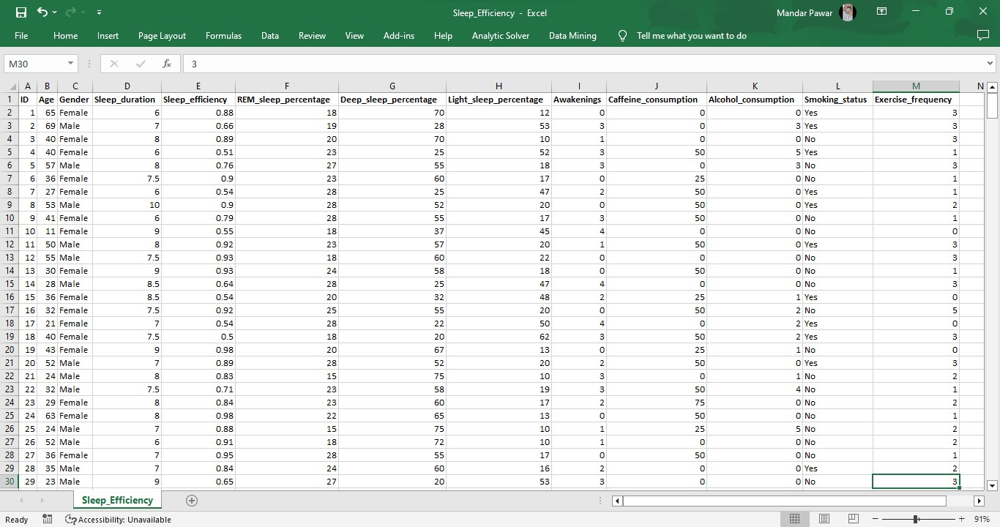 Sleep_Efficiency - Excel
Mandar Pawar
File Home Insert Page Layout Formulas Data Review View Add-ins Help Analytic Solver Data Mining Tell me what you want to do
M30 fx 3
A B C D E F G H I J K L M N
1 ID Age Gender Sleep_duration Sleep_efficiency REM_sleep_percentage Deep_sleep_percentage Light_sleep_percentage Awakenings Caffeine_consumption Alcohol_consumption Smoking_status Exercise_frequency
2 1 65 Female 6 0.88 18 70 12 0 0 0 Yes 3
3 2 69 Male 7 0.66 19 28 53 3 0 3 Yes 3
4 3 40 Female 8 0.89 20 70 10 1 0 0 No 3
5 4 40 Female 6 0.51 23 25 52 3 50 5 Yes 1
6 5 57 Male 8 0.76 27 55 18 3 0 3 No 3
7 6 36 Female 7.5 0.9 23 60 17 0 25 0 No 1
8 7 27 Female 6 0.54 28 25 47 2 50 0 Yes 1
9 8 53 Male 10 0.9 28 52 20 0 50 0 Yes 2
10 9 41 Female 6 0.79 28 55 17 3 50 0 No 1
11 10 11 Female 9 0.55 18 37 45 4 0 0 No 0
12 11 50 Male 8 0.92 23 57 20 1 50 0 Yes 3
13 12 55 Male 7.5 0.93 18 60 22 0 0 0 No 3
14 13 30 Female 9 0.93 24 58 18 0 50 0 No 1
15 14 28 Male 8.5 0.64 28 25 47 4 0 0 No 3
16 15 36 Female 8.5 0.54 20 32 48 2 25 1 Yes 0
17 16 32 Female 7.5 0.92 25 55 20 0 50 2 No 5
18 17 21 Female 7 0.54 28 22 50 4 0 2 Yes 0
19 18 40 Female 7.5 0.5 18 20 62 3 50 2 Yes 3
20 19 43 Female 9 0.98 20 67 13 0 25 1 No 0
21 20 52 Male 7 0.89 28 52 20 2 50 0 Yes 3
22 21 24 Male 8 0.83 15 75 10 3 0 1 No 2
23 22 32 Male 7.5 0.71 23 58 19 3 50 4 No 1
24 23 29 Female 8 0.84 23 60 17 2 75 0 No 2
25 24 63 Female 8 0.98 22 65 13 0 50 0 No 1
26 25 24 Male 7 0.88 15 75 10 1 25 5 No 2
27 26 52 Male 6 0.91 18 72 10 1 0 0 No 2
28 27 36 Female 7 0.95 28 55 17 0 50 0 No 1
29 28 35 Male 7 0.84 24 60 16 2 0 0 Yes 2
30 29 23 Male 9 0.65 27 20 53 3 0 0 No 3
Sleep_Efficiency
Ready Accessibility: Unavailable 91%